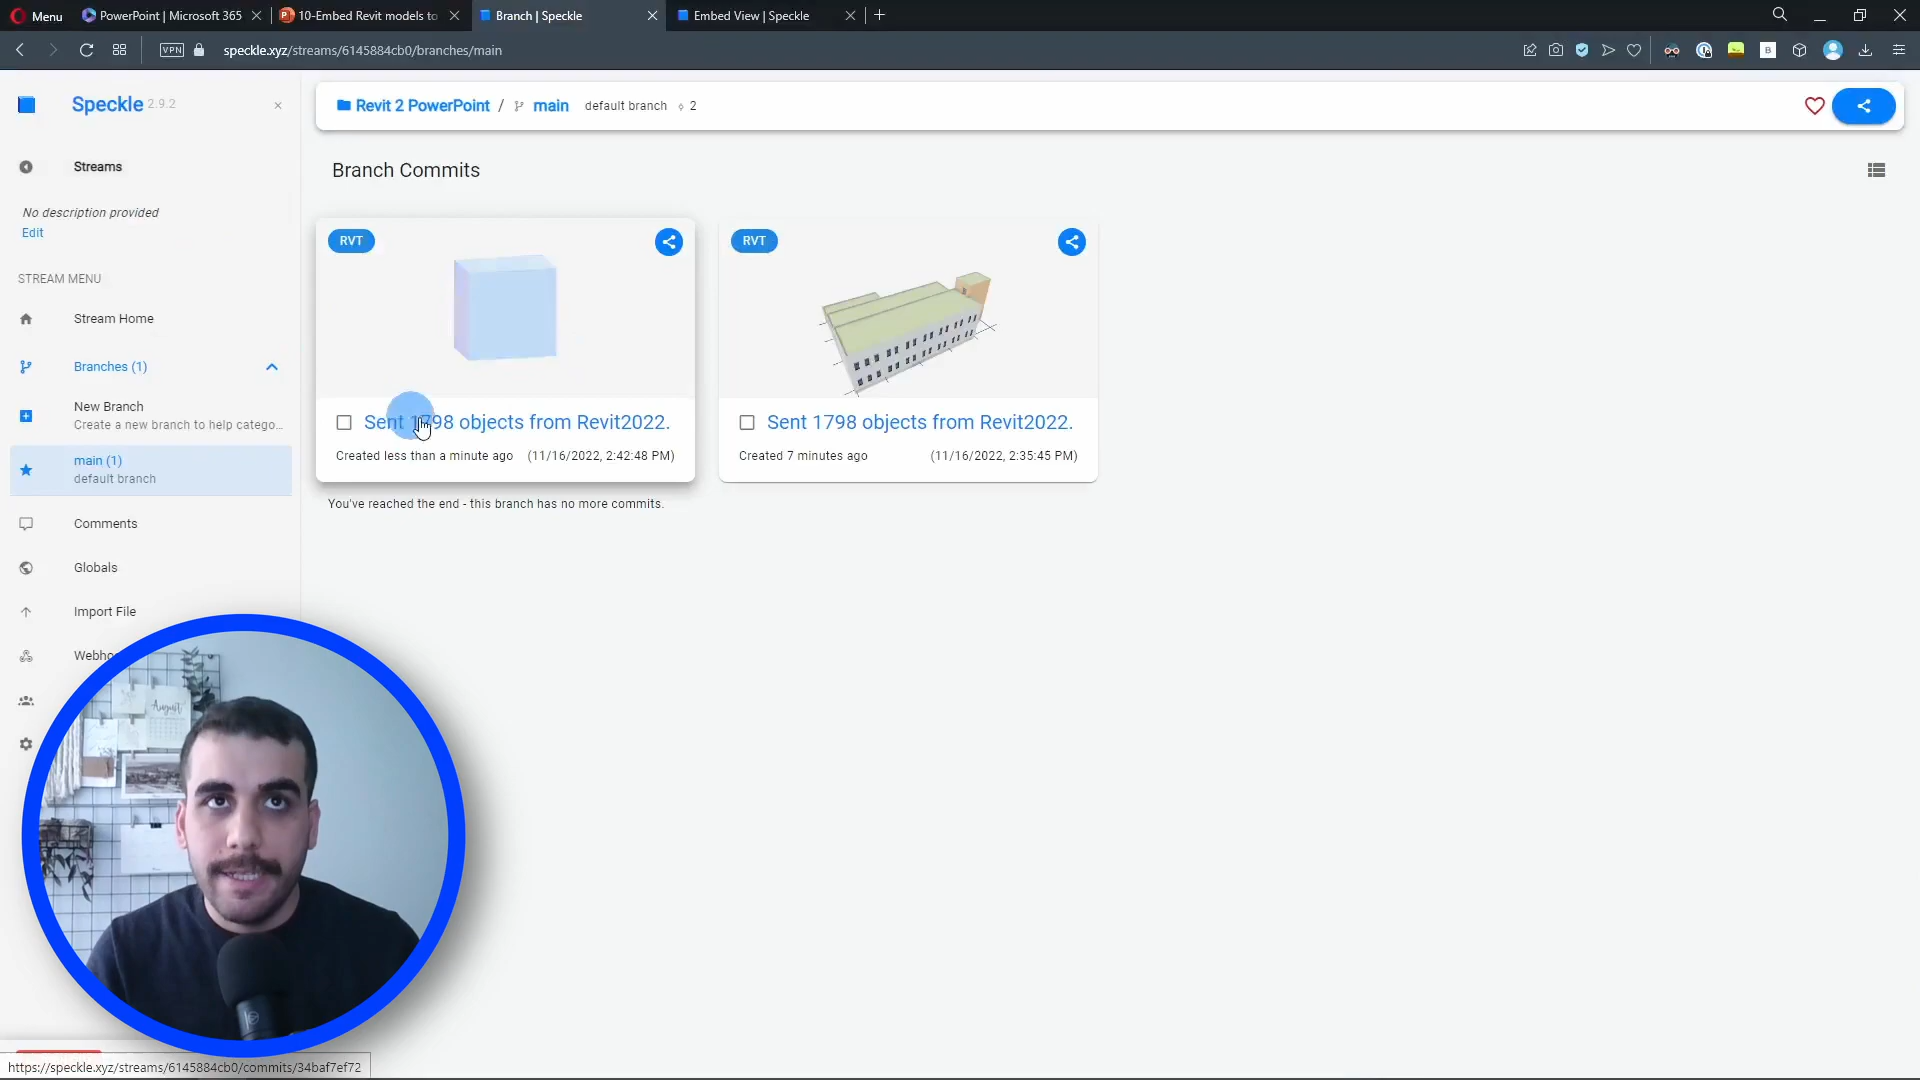 Menu
PowerPoint | Microsoft 365
10-Embed Revit models to
Branch | Speckle
Embed View | Speckle
VPN
speckle.xyz/streams/6145884cb0/branches/main
Speckle 2.9.2
Revit 2 PowerPoint / main default branch 2
Streams
No description provided
Edit
STREAM MENU
Stream Home
Branches (1)
New Branch
Create a new branch to help catego...
main (1)
default branch
Comments
Globals
Import File
Webho
Branch Commits
RVT
Sent 1798 objects from Revit2022.
Created less than a minute ago (11/16/2022, 2:42:48 PM)
RVT
Sent 1798 objects from Revit2022.
Created 7 minutes ago (11/16/2022, 2:35:45 PM)
You've reached the end - this branch has no more commits.
August
https://speckle.xyz/streams/6145884cb0/commits/34baf7ef72